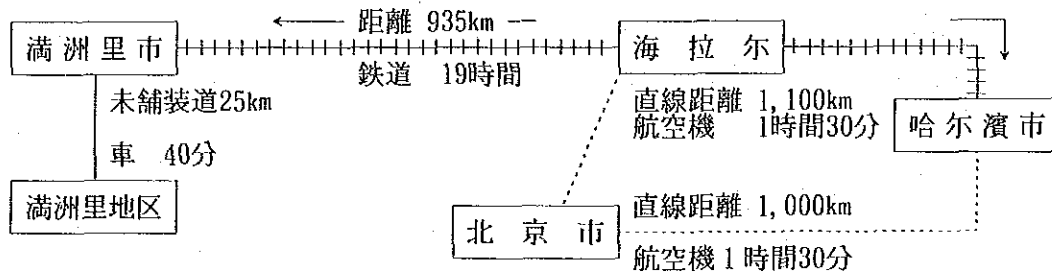 距離 935km
満洲里市
海拉尔
鉄道 19時間
未舗装道25km
直線距離 1,100km
航空機 1時間30分
哈尔濱市
車 40分
満洲里地区
直線距離 1,000km
北京市
航空機1時間30分